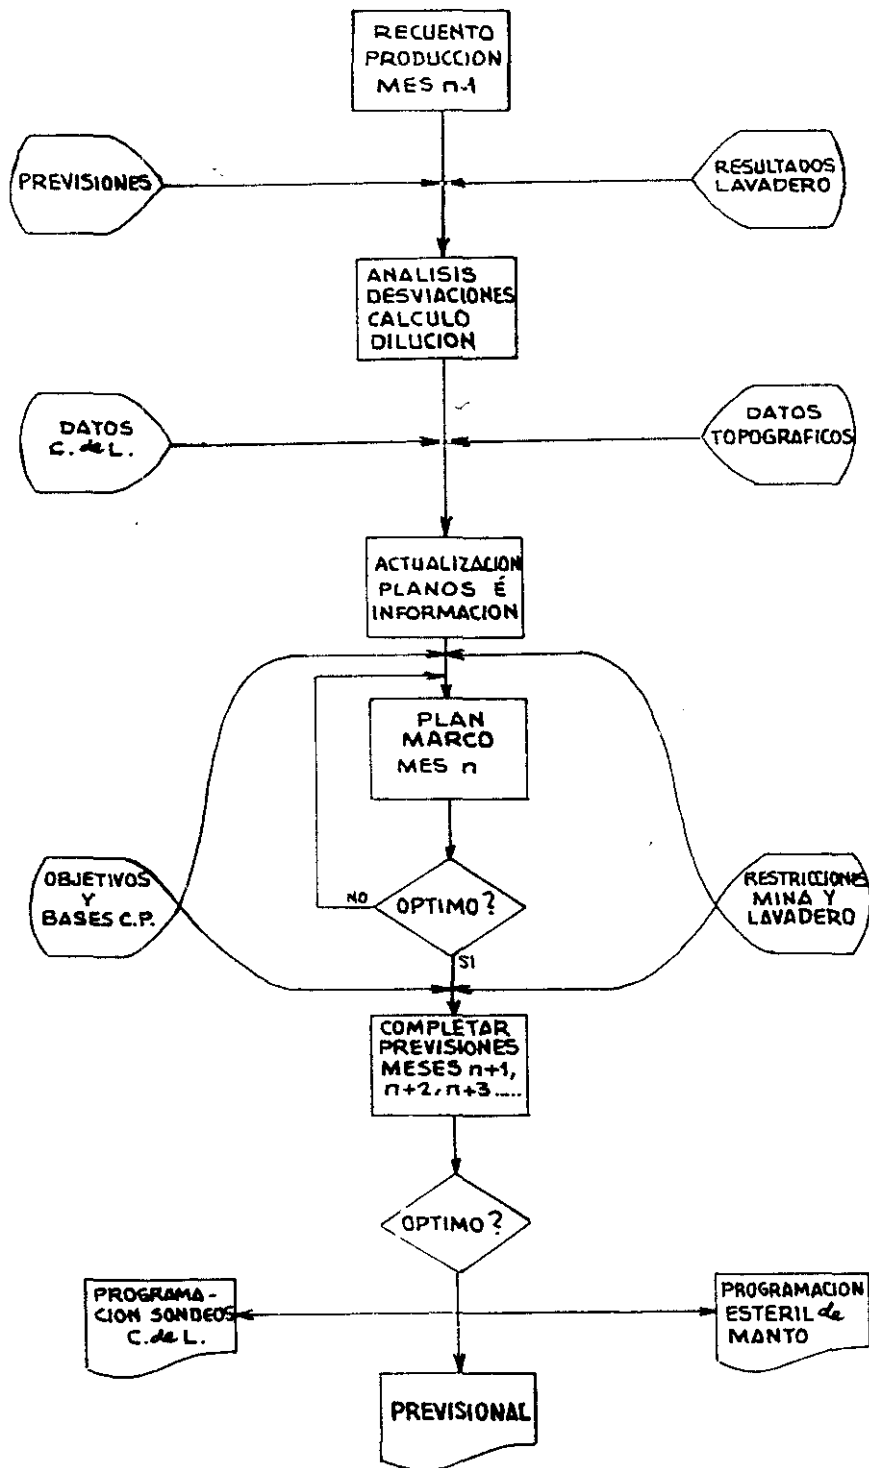 RECUENTO
PRODUCCION
MES n-1
PREVISIONES
RESULTADOS
LAVADERO
ANALISIS
DESVIACIONES
CALCULO
DILUCION
DATOS
C. de L.
DATOS
TOPOGRAFICOS
ACTUALIZACION
PLANOS É
INFORMACION
PLAN
MARCO
MES n
OBJETIVOS
Y
BASES C.P.
NO
OPTIMO?
SI
RESTRICCIONES
MINA Y
LAVADERO
COMPLETAR
PREVISIONES
MESES n+1,
n+2, n+3.....
OPTIMO?
PROGRAMA-
CION SONDEOS
C. de L.
PROGRAMACION
ESTERIL de
MANTO
PREVISIONAL